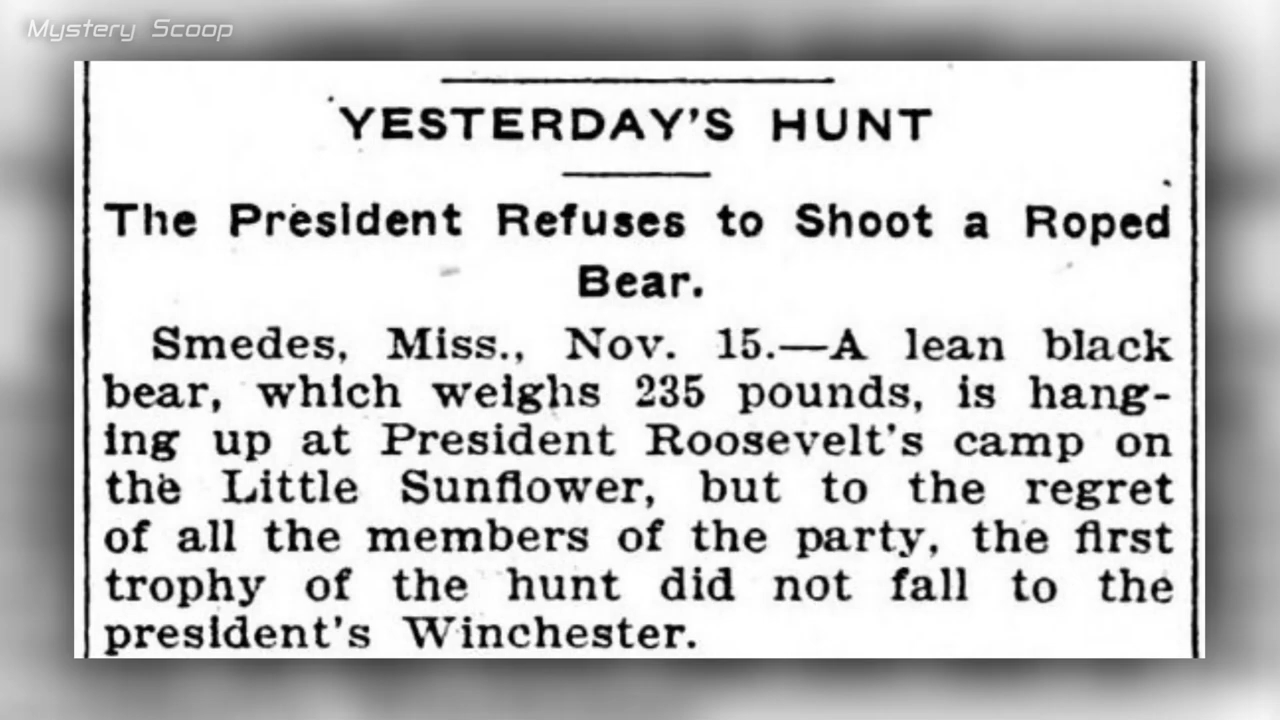 Mystery Scoop
YESTERDAY'S HUNT
The President Refuses to Shoot a Roped
Bear.
Smedes, Miss., Nov. 15.—A lean black
bear, which weighs 235 pounds, is hang-
ing up at President Roosevelt's camp on
the Little Sunflower, but to the regret
of all the members of the party, the first
trophy of the hunt did not fall to the
president's Winchester.